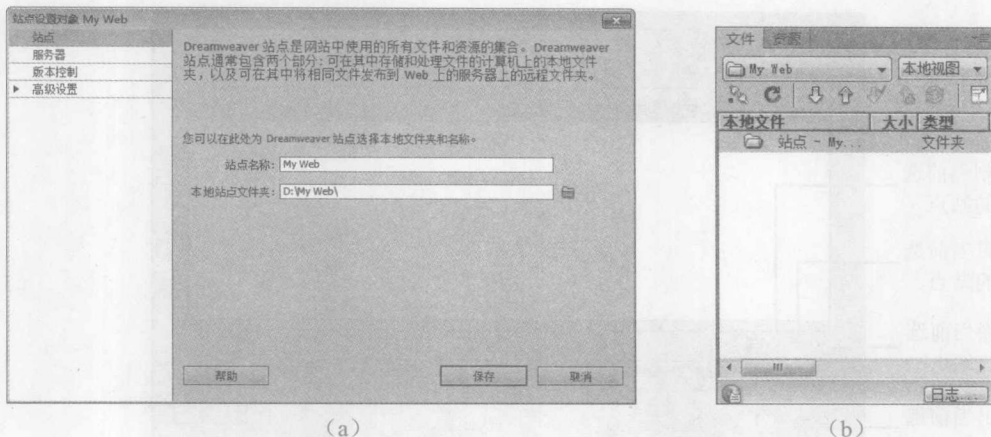 站点设置对象 My Web
站点
服务器
版本控制
高级设置
Dreamweaver 站点是网站中使用的所有文件和资源的集合。Dreamweaver
站点通常包含两个部分:可在其中存储和处理文件的计算机上的本地文件
夹,以及可在其中将相同文件发布到 Web 上的服务器上的远程文件夹。
您可以在此处为 Dreamweaver 站点选择本地文件夹和名称。
站点名称: My Web
本地站点文件夹: D:\My Web\
帮助
保存
取消
(a)
文件 资源
My Web
本地视图
本地文件 大小 类型
站点 - My... 文件夹
日志...
(b)